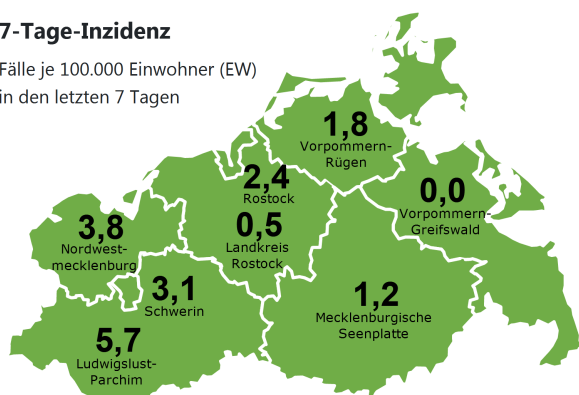 7-Tage-Inzidenz
Fälle je 100.000 Einwohner (EW)
in den letzten 7 Tagen
1,8
Vorpommern-
Rügen
2,4
Rostock
0,0
Vorpommern-
Greifswald
3,8
Nordwest-
mecklenburg
0,5
Landkreis
Rostock
3,1
Schwerin
1,2
Mecklenburgische
Seenplatte
5,7
Ludwigslust-
Parchim